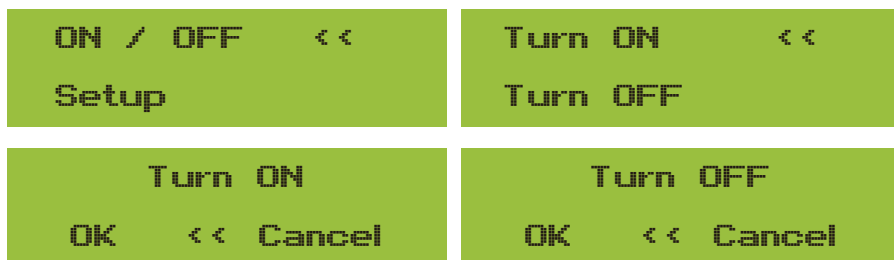 ON / OFF <<
Setup
Turn ON <<
Turn OFF
Turn ON
OK << Cancel
Turn OFF
OK << Cancel